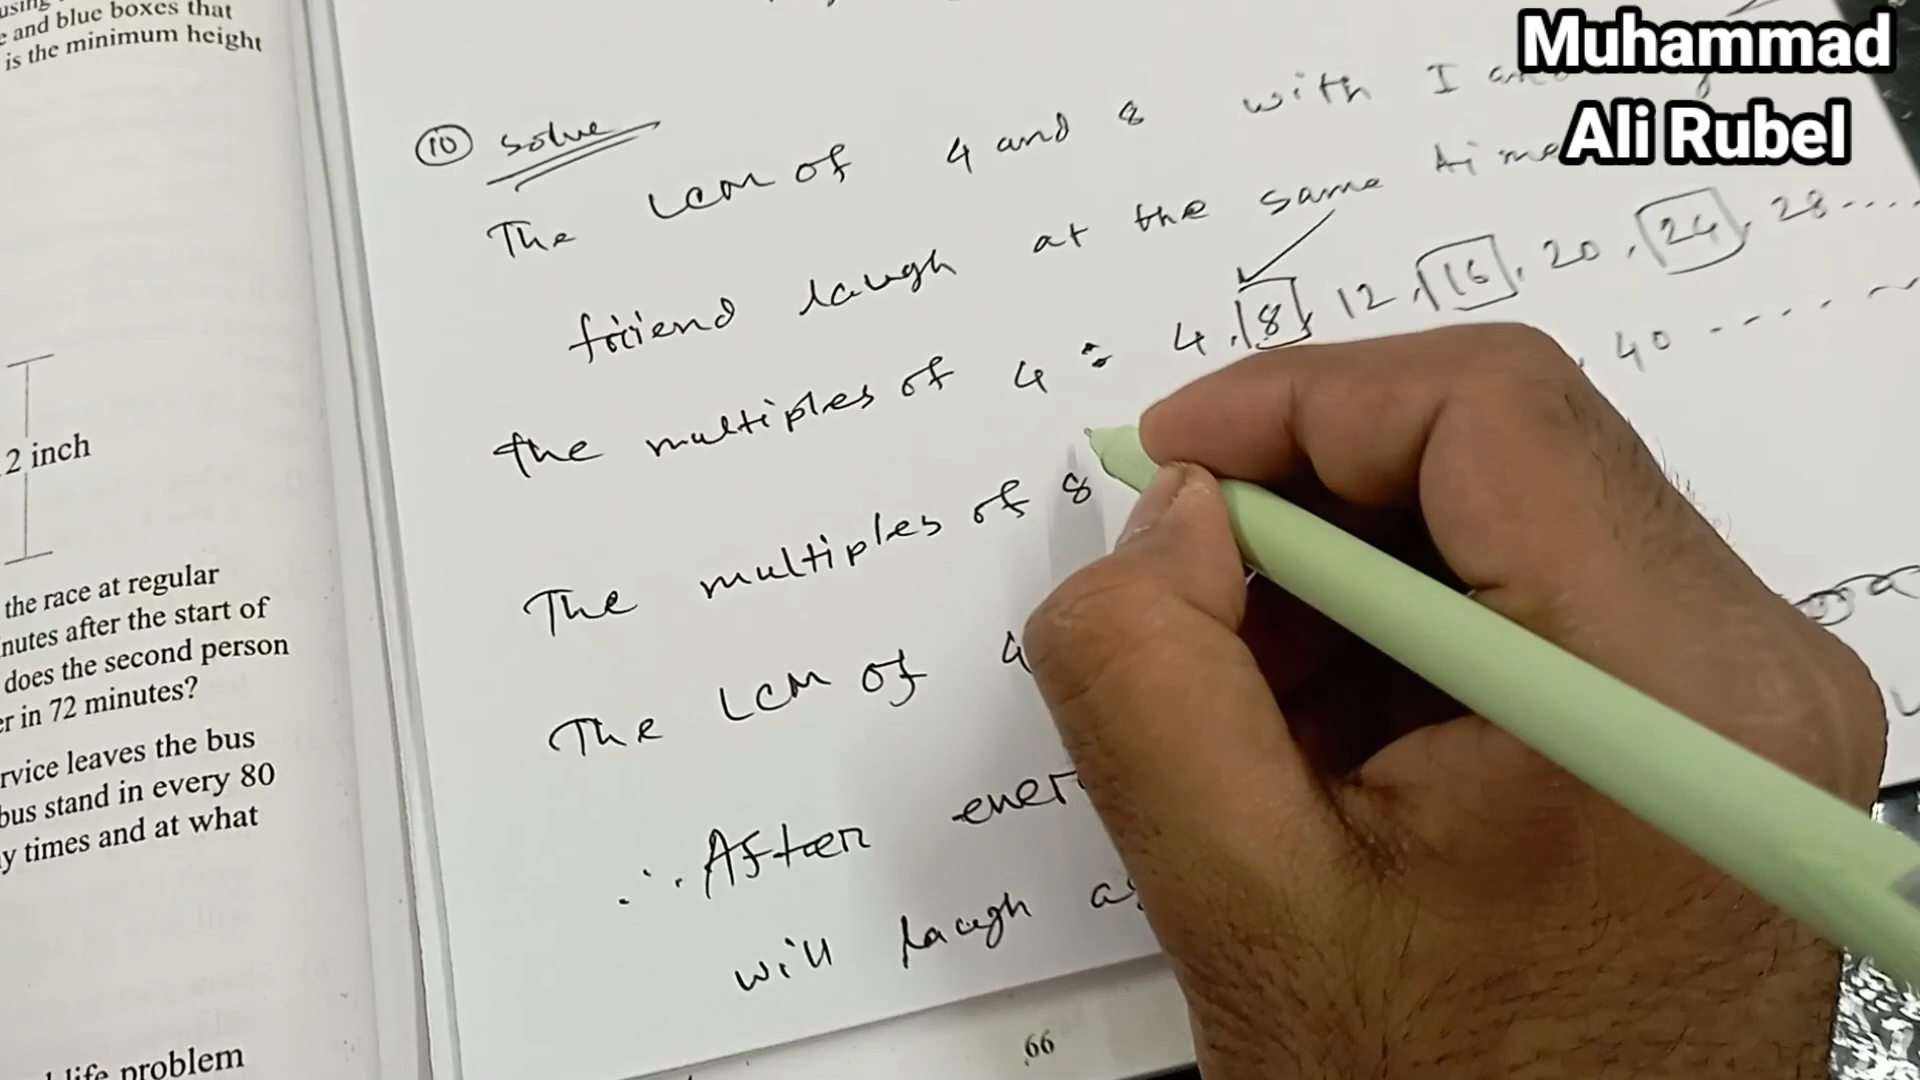 using
e and blue boxes that
is the minimum height
2 inch
the race at regular
nutes after the start of
does the second person
er in 72 minutes?
rvice leaves the bus
bus stand in every 80
y times and at what
life problem
Muhammad
Ali Rubel
10 Solve
The LCM of 4 and 8 with I
friend laugh at the same time
the multiples of 4 : 4, 8, 12, 16, 20, 24, 28....
The multiples of 8 40
The LCM of 4
∴ After
will laugh
66